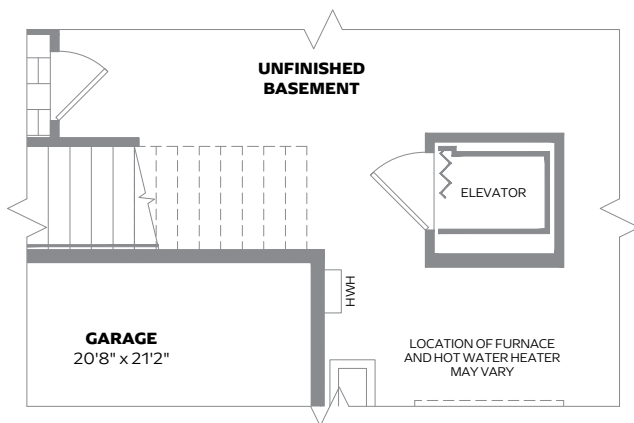 UNFINISHED
BASEMENT
ELEVATOR
HWH
GARAGE
20'8" x 21'2"
LOCATION OF FURNACE
AND HOT WATER HEATER
MAY VARY